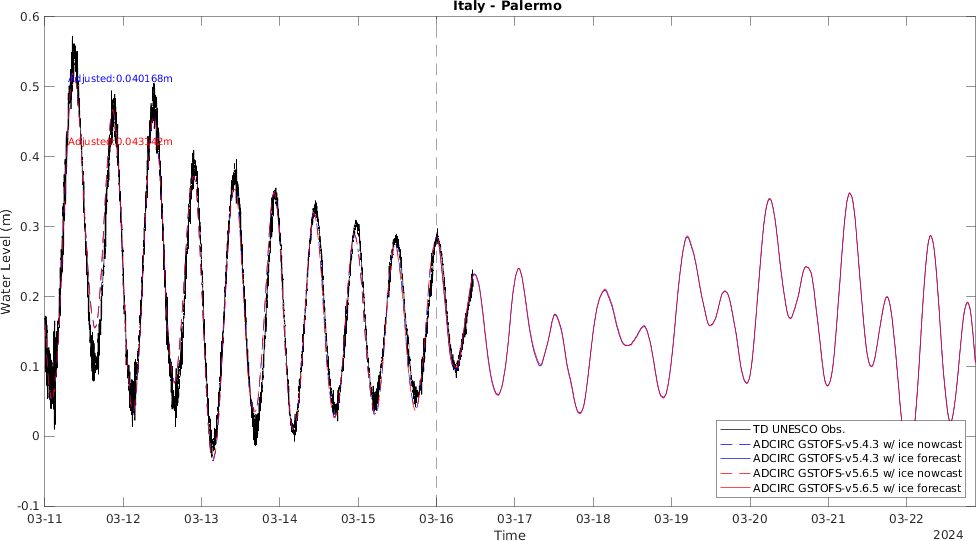 Italy - Palermo
0.6
0.5
0.4
0.3
0.2
0.1
0
-0.1
Water Level (m)
Adjusted:0.040168m
Adjusted:0.043142m
TD UNESCO Obs.
ADCIRC GSTOFS-v5.4.3 w/ ice nowcast
ADCIRC GSTOFS-v5.4.3 w/ ice forecast
ADCIRC GSTOFS-v5.6.5 w/ ice nowcast
ADCIRC GSTOFS-v5.6.5 w/ ice forecast
03-11 03-12 03-13 03-14 03-15 03-16 03-17 03-18 03-19 03-20 03-21 03-22
Time
2024